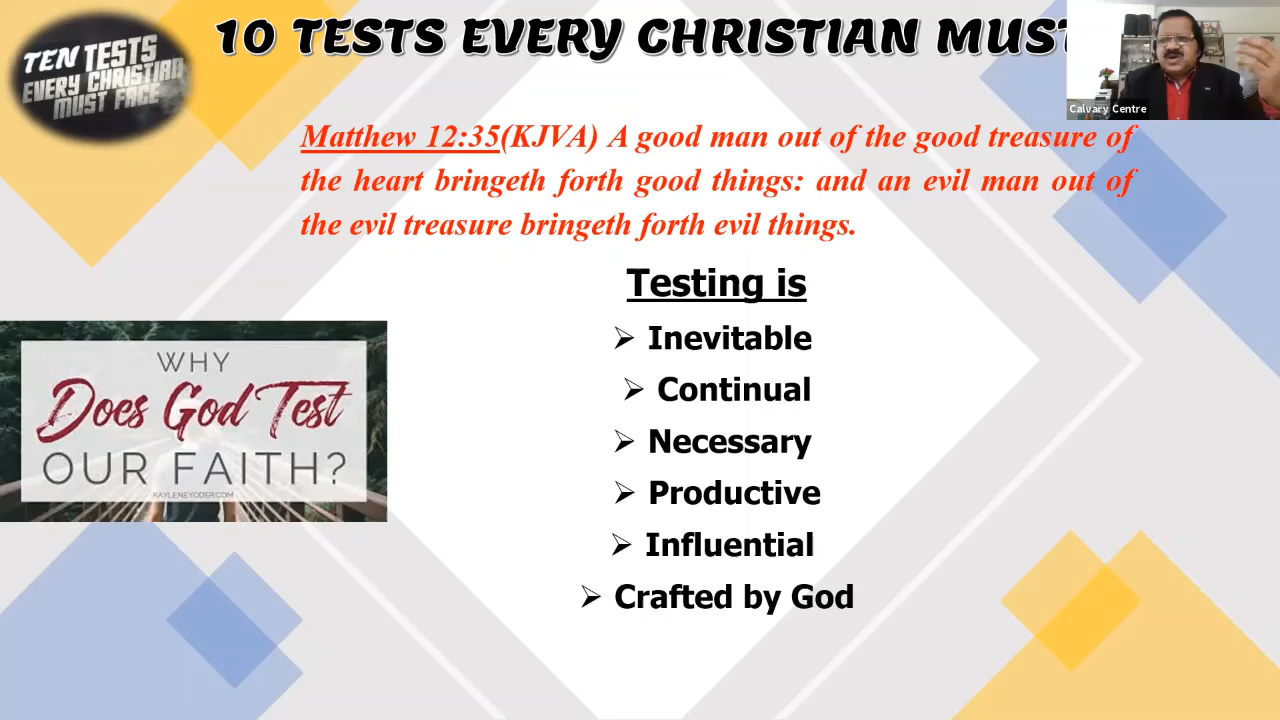 10 TESTS EVERY CHRISTIAN MUST
TEN TESTS
EVERY CHRISTIAN
MUST FACE
Calvary Centre
Matthew 12:35(KJVA) A good man out of the good treasure of
the heart bringeth forth good things: and an evil man out of
the evil treasure bringeth forth evil things.
Testing is
➢ Inevitable
➢ Continual
➢ Necessary
➢ Productive
➢ Influential
➢ Crafted by God
WHY
Does God Test
OUR FAITH?
KAYLENEYODER.COM